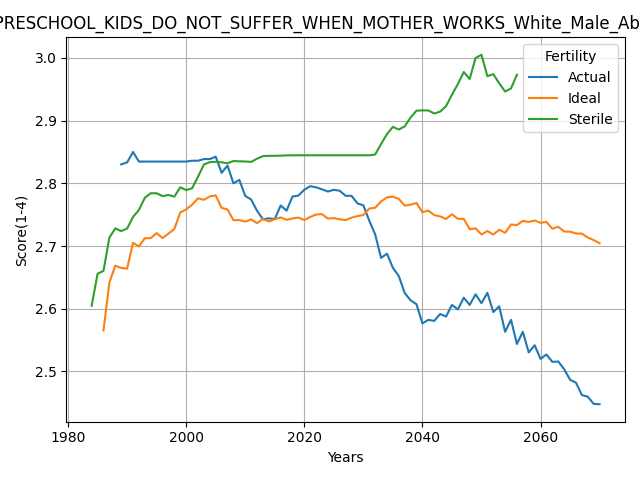 PRESCHOOL_KIDS_DO_NOT_SUFFER_WHEN_MOTHER_WORKS_White_Male_Ab
Fertility
Actual
Ideal
Sterile
Score(1-4)
3.0
2.9
2.8
2.7
2.6
2.5
1980 2000 2020 2040 2060
Years